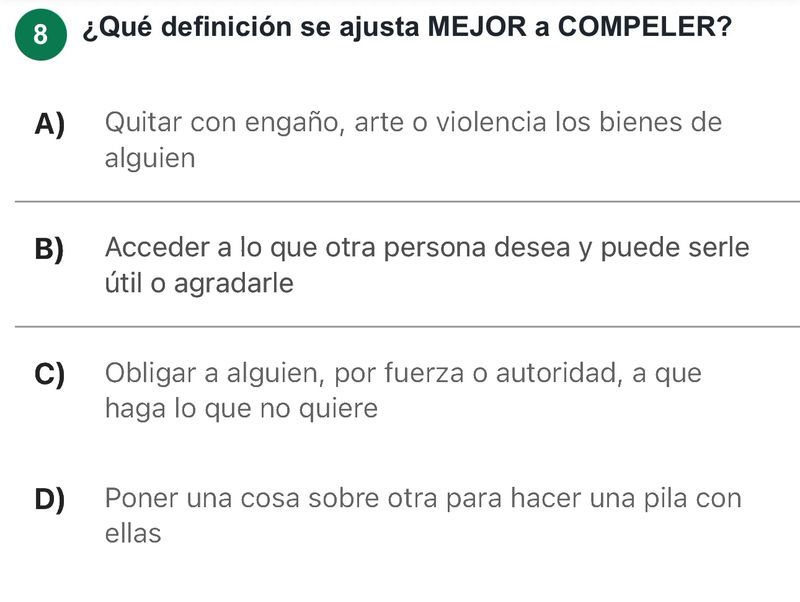 8 ¿Qué definición se ajusta MEJOR a COMPELER?
A) Quitar con engaño, arte o violencia los bienes de
alguien
B) Acceder a lo que otra persona desea y puede serle
útil o agradarle
C) Obligar a alguien, por fuerza o autoridad, a que
haga lo que no quiere
D) Poner una cosa sobre otra para hacer una pila con
ellas